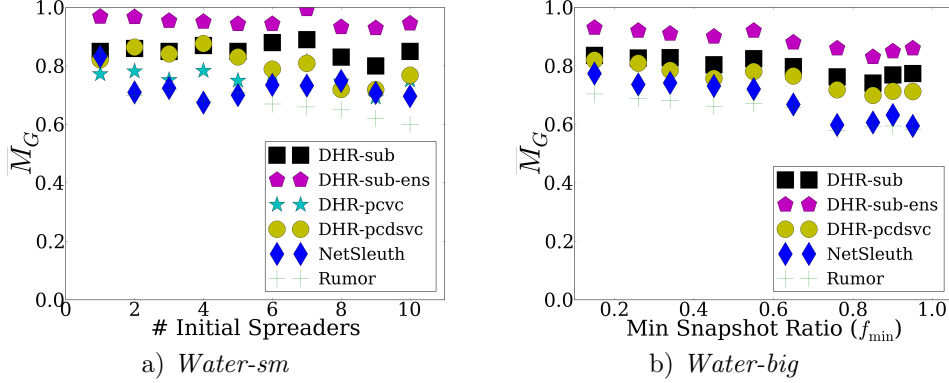 1.0
0.8
0.6
0.4
0.2
0.0
M̅_G
DHR-sub
DHR-sub-ens
DHR-pcvc
DHR-pcdsvc
NetSleuth
Rumor
0 2 4 6 8 10
# Initial Spreaders
a) Water-sm
1.0
0.8
0.6
0.4
0.2
0.0
M̅_G
DHR-sub
DHR-sub-ens
DHR-pcdsvc
NetSleuth
Rumor
0.2 0.4 0.6 0.8 1.0
Min Snapshot Ratio (f_min)
b) Water-big